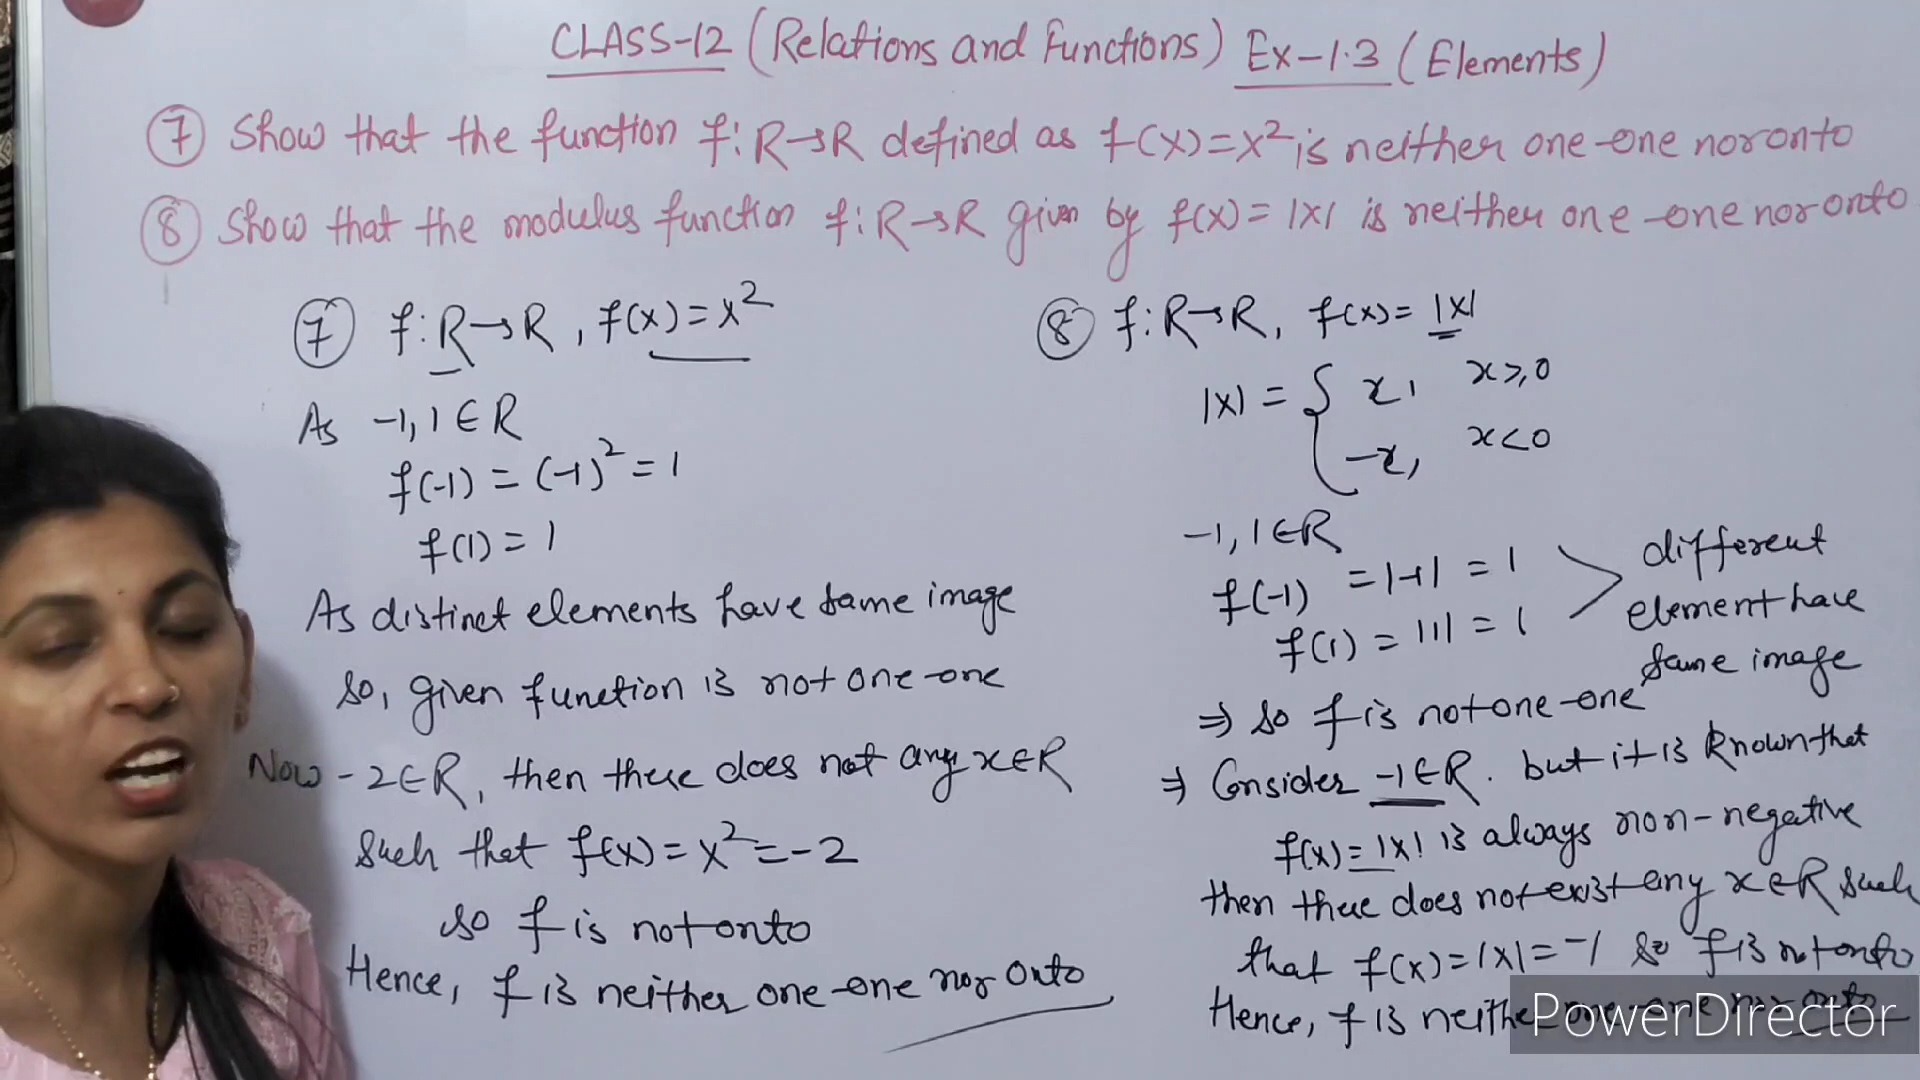 CLASS-12 (Relations and Functions) Ex-1.3 (Elements)
⑦ Show that the function f: R→R defined as f(x)=x² is neither one-one nor onto
⑧ Show that the modulus function f: R→R given by f(x)= |x| is neither one-one nor onto
⑦ f: R→R, f(x)=x²
As -1, 1 ∈ R
f(-1) = (-1)² = 1
f(1) = 1
As distinct elements have same image
so, given function is not one-one
Now -2∈R, then there does not any x∈R
such that f(x) = x² = -2
so f is not onto
Hence, f is neither one-one nor onto
⑧ f: R→R, f(x)= |x|
|x| = { x, x≥0
-x, x<0
-1, 1∈R
f(-1) = |-1| = 1
f(1) = |1| = 1
different
element have
same image
⇒ so f is not one-one
⇒ Consider -1∈R. but it is known that
f(x)= |x| is always non-negative
then there does not exist any x∈R such
that f(x)=|x|=-1 so f is not onto
Hence, f is neither one-one nor onto
PowerDirector